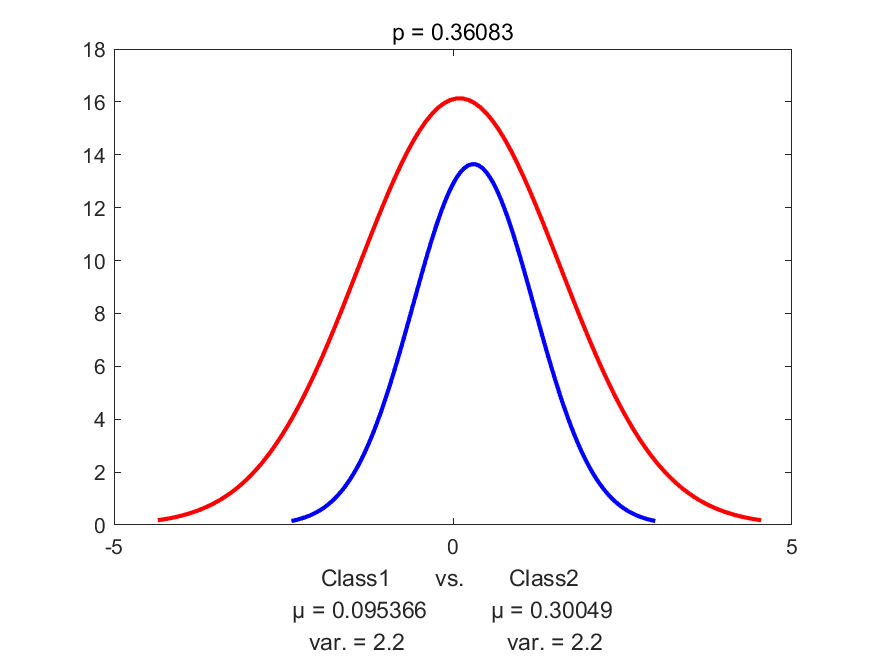 p = 0.36083
18
16
14
12
10
8
6
4
2
0
-5 0 5
Class1 vs. Class2
μ = 0.095366 μ = 0.30049
var. = 2.2 var. = 2.2